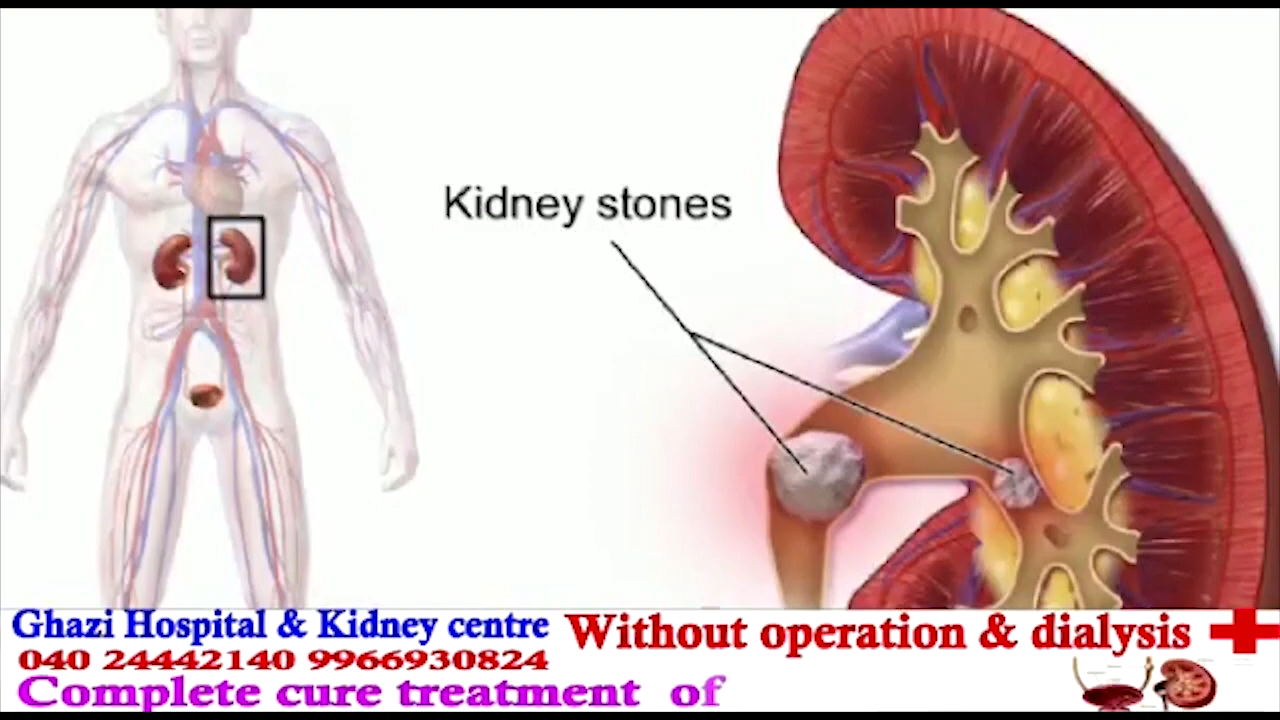 Kidney stones
Ghazi Hospital & Kidney centre
Without operation & dialysis
040 24442140 9966930824
Complete cure treatment of